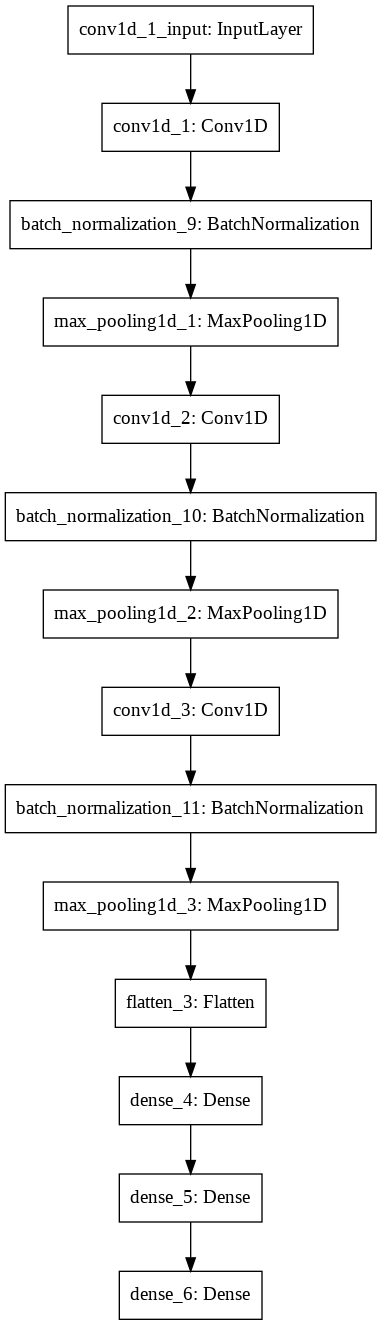 conv1d_1_input: InputLayer
conv1d_1: Conv1D
batch_normalization_9: BatchNormalization
max_pooling1d_1: MaxPooling1D
conv1d_2: Conv1D
batch_normalization_10: BatchNormalization
max_pooling1d_2: MaxPooling1D
conv1d_3: Conv1D
batch_normalization_11: BatchNormalization
max_pooling1d_3: MaxPooling1D
flatten_3: Flatten
dense_4: Dense
dense_5: Dense
dense_6: Dense